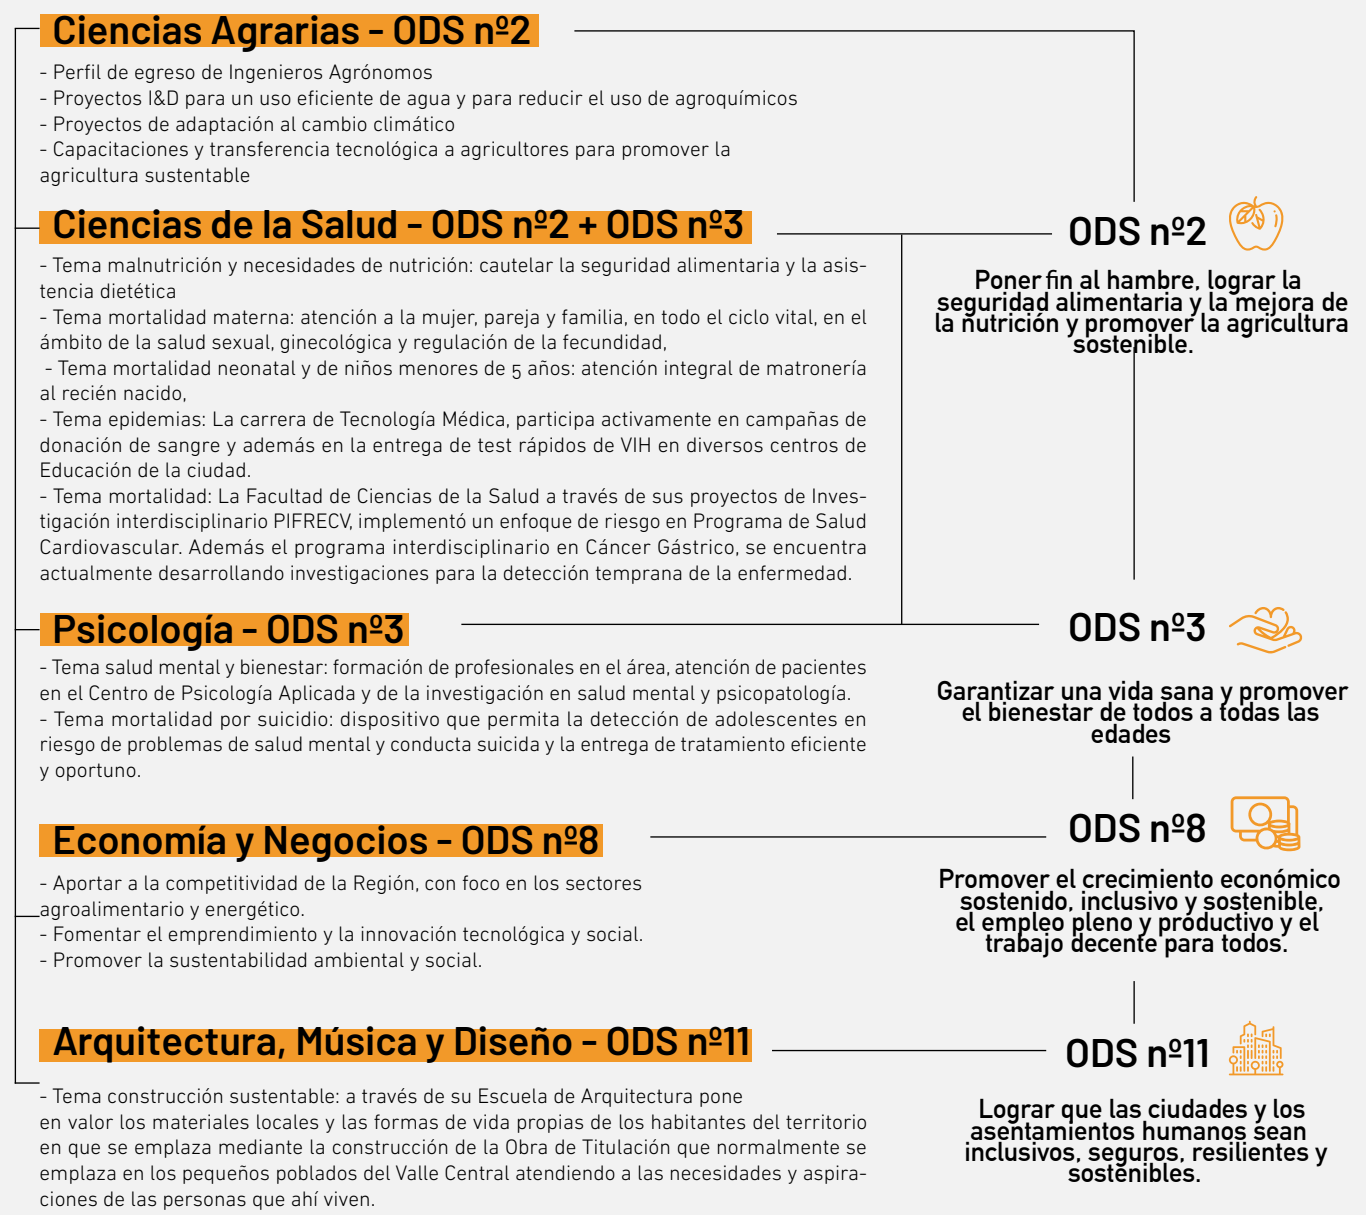 Ciencias Agrarias - ODS nº2
- Perfil de egreso de Ingenieros Agrónomos
- Proyectos I&D para un uso eficiente de agua y para reducir el uso de agroquímicos
- Proyectos de adaptación al cambio climático
- Capacitaciones y transferencia tecnológica a agricultores para promover la
agricultura sustentable
Ciencias de la Salud - ODS nº2 + ODS nº3
- Tema malnutrición y necesidades de nutrición: cautelar la seguridad alimentaria y la asis-
tencia dietética
- Tema mortalidad materna: atención a la mujer, pareja y familia, en todo el ciclo vital, en el
ámbito de la salud sexual, ginecológica y regulación de la fecundidad,
- Tema mortalidad neonatal y de niños menores de 5 años: atención integral de matronería
al recién nacido,
- Tema epidemias: La carrera de Tecnología Médica, participa activamente en campañas de
donación de sangre y además en la entrega de test rápidos de VIH en diversos centros de
Educación de la ciudad.
- Tema mortalidad: La Facultad de Ciencias de la Salud a través de sus proyectos de Inves-
tigación interdisciplinario PIFRECV, implementó un enfoque de riesgo en Programa de Salud
Cardiovascular. Además el programa interdisciplinario en Cáncer Gástrico, se encuentra
actualmente desarrollando investigaciones para la detección temprana de la enfermedad.
Psicología - ODS nº3
- Tema salud mental y bienestar: formación de profesionales en el área, atención de pacientes
en el Centro de Psicología Aplicada y de la investigación en salud mental y psicopatología.
- Tema mortalidad por suicidio: dispositivo que permita la detección de adolescentes en
riesgo de problemas de salud mental y conducta suicida y la entrega de tratamiento eficiente
y oportuno.
Economía y Negocios - ODS nº8
- Aportar a la competitividad de la Región, con foco en los sectores
agroalimentario y energético.
- Fomentar el emprendimiento y la innovación tecnológica y social.
- Promover la sustentabilidad ambiental y social.
Arquitectura, Música y Diseño - ODS nº11
- Tema construcción sustentable: a través de su Escuela de Arquitectura pone
en valor los materiales locales y las formas de vida propias de los habitantes del territorio
en que se emplaza mediante la construcción de la Obra de Titulación que normalmente se
emplaza en los pequeños poblados del Valle Central atendiendo a las necesidades y aspira-
ciones de las personas que ahí viven.
ODS nº2
Poner fin al hambre, lograr la
seguridad alimentaria y la mejora de
la nutrición y promover la agricultura
sostenible.
ODS nº3
Garantizar una vida sana y promover
el bienestar de todos a todas las
edades
ODS nº8
Promover el crecimiento económico
sostenido, inclusivo y sostenible,
el empleo pleno y productivo y el
trabajo decente para todos.
ODS nº11
Lograr que las ciudades y los
asentamientos humanos sean
inclusivos, seguros, resilientes y
sostenibles.